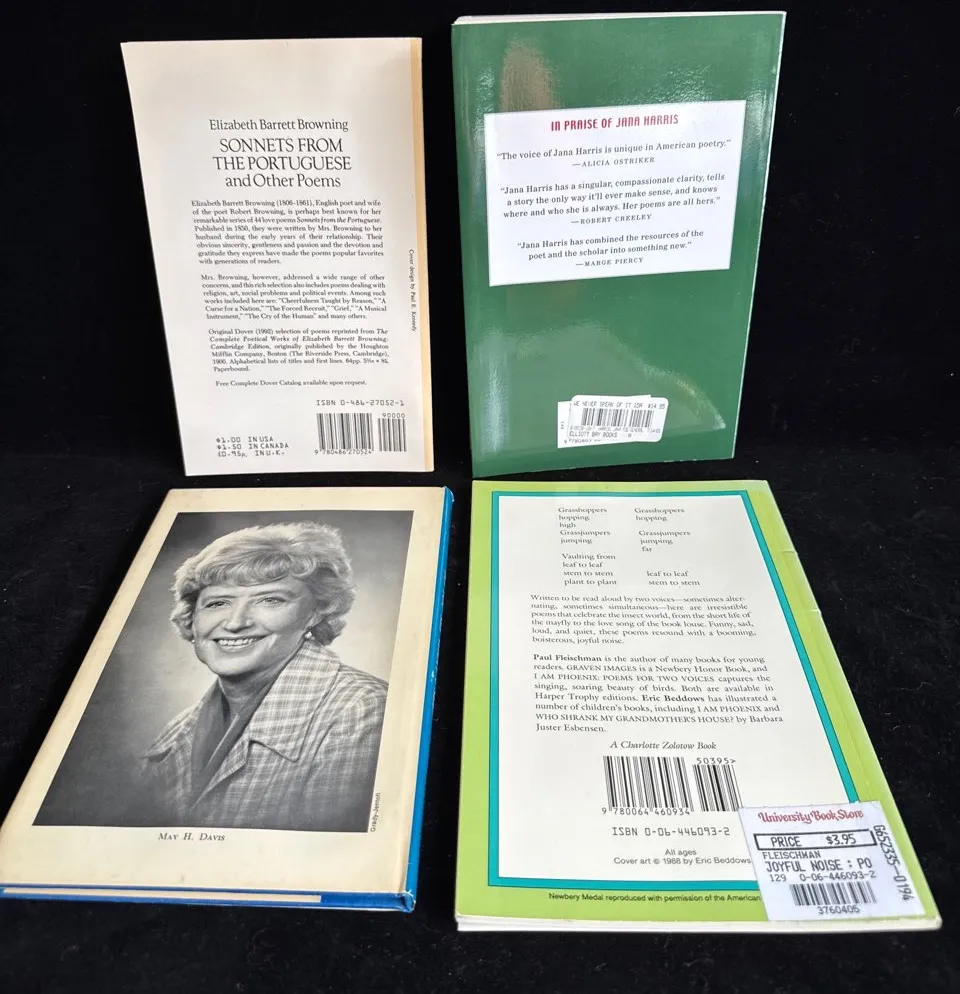 Elizabeth Barrett Browning
SONNETS FROM
THE PORTUGUESE
and Other Poems
Elizabeth Barrett Browning (1806–1861), English poet and wife
of the poet Robert Browning, is perhaps best known for her
remarkable series of 44 love poems Sonnets from the Portuguese.
Published in 1850, they were written by Mrs. Browning to her
husband during the early years of their relationship. Their
obvious sincerity, gentleness and passion and the devotion and
gratitude they express have made the poems popular favorites
with generations of readers.
Mrs. Browning, however, addressed a wide range of other
concerns, and this rich selection also includes poems dealing with
religion, art, social problems and political events. Among such
works included here are: "Cheerfulness Taught by Reason," "A
Curse for a Nation," "The Forced Recruit," "Grief," "A Musical
Instrument," "The Cry of the Human" and many others.
Original Dover (1992) selection of poems reprinted from The
Complete Poetical Works of Elizabeth Barrett Browning:
Cambridge Edition, originally published by the Houghton
Mifflin Company, Boston (The Riverside Press, Cambridge),
1900. Alphabetical lists of titles and first lines. 64pp.
Paperbound.
Free Complete Dover Catalog available upon request.
ISBN 0-486-27052-1
90000
9 780486 270524
$1.00 IN USA
$1.50 IN CANADA
£0.95p. IN U.K.
Cover design by Paul E. Kennedy
IN PRAISE OF JANA HARRIS
"The voice of Jana Harris is unique in American poetry."
—ALICIA OSTRIKER
"Jana Harris has a singular, compassionate clarity, tells
a story the only way it'll ever make sense, and knows
where and who she is always. Her poems are all hers."
—ROBERT CREELEY
"Jana Harris has combined the resources of the
poet and the scholar into something new."
—MARGE PIERCY
WE NEVER SPEAK OF IT $14.95
ELLIOTT BAY BOOKS
MAY H. DAVIS
Grasshoppers Grasshoppers
hopping hopping
high
Grassjumpers Grassjumpers
jumping jumping
far
Vaulting from
leaf to leaf
stem to stem leaf to leaf
plant to plant stem to stem
Written to be read aloud by two voices—sometimes alter-
nating, sometimes simultaneous—here are irresistible
poems that celebrate the insect world, from the short life of
the mayfly to the love song of the book louse. Funny, sad,
loud, and quiet, these poems resound with a booming,
boisterous, joyful noise.
Paul Fleischman is the author of many books for young
readers. GRAVEN IMAGES is a Newbery Honor Book, and
I AM PHOENIX: POEMS FOR TWO VOICES captures the
singing, soaring beauty of birds. Both are available in
Harper Trophy editions. Eric Beddows has illustrated a
number of children's books, including I AM PHOENIX and
WHO SHRANK MY GRANDMOTHER'S HOUSE? by Barbara
Juster Esbensen.
A Charlotte Zolotow Book
50395>
9 780064 460934
ISBN 0-06-446093-2
All ages
Cover art © 1988 by Eric Beddows
Newbery Medal reproduced with permission of the American
University Book Store
PRICE $3.95
FLEISCHMAN
JOYFUL NOISE : PO
129 0-06-446093-2
3760405
6652335-0194